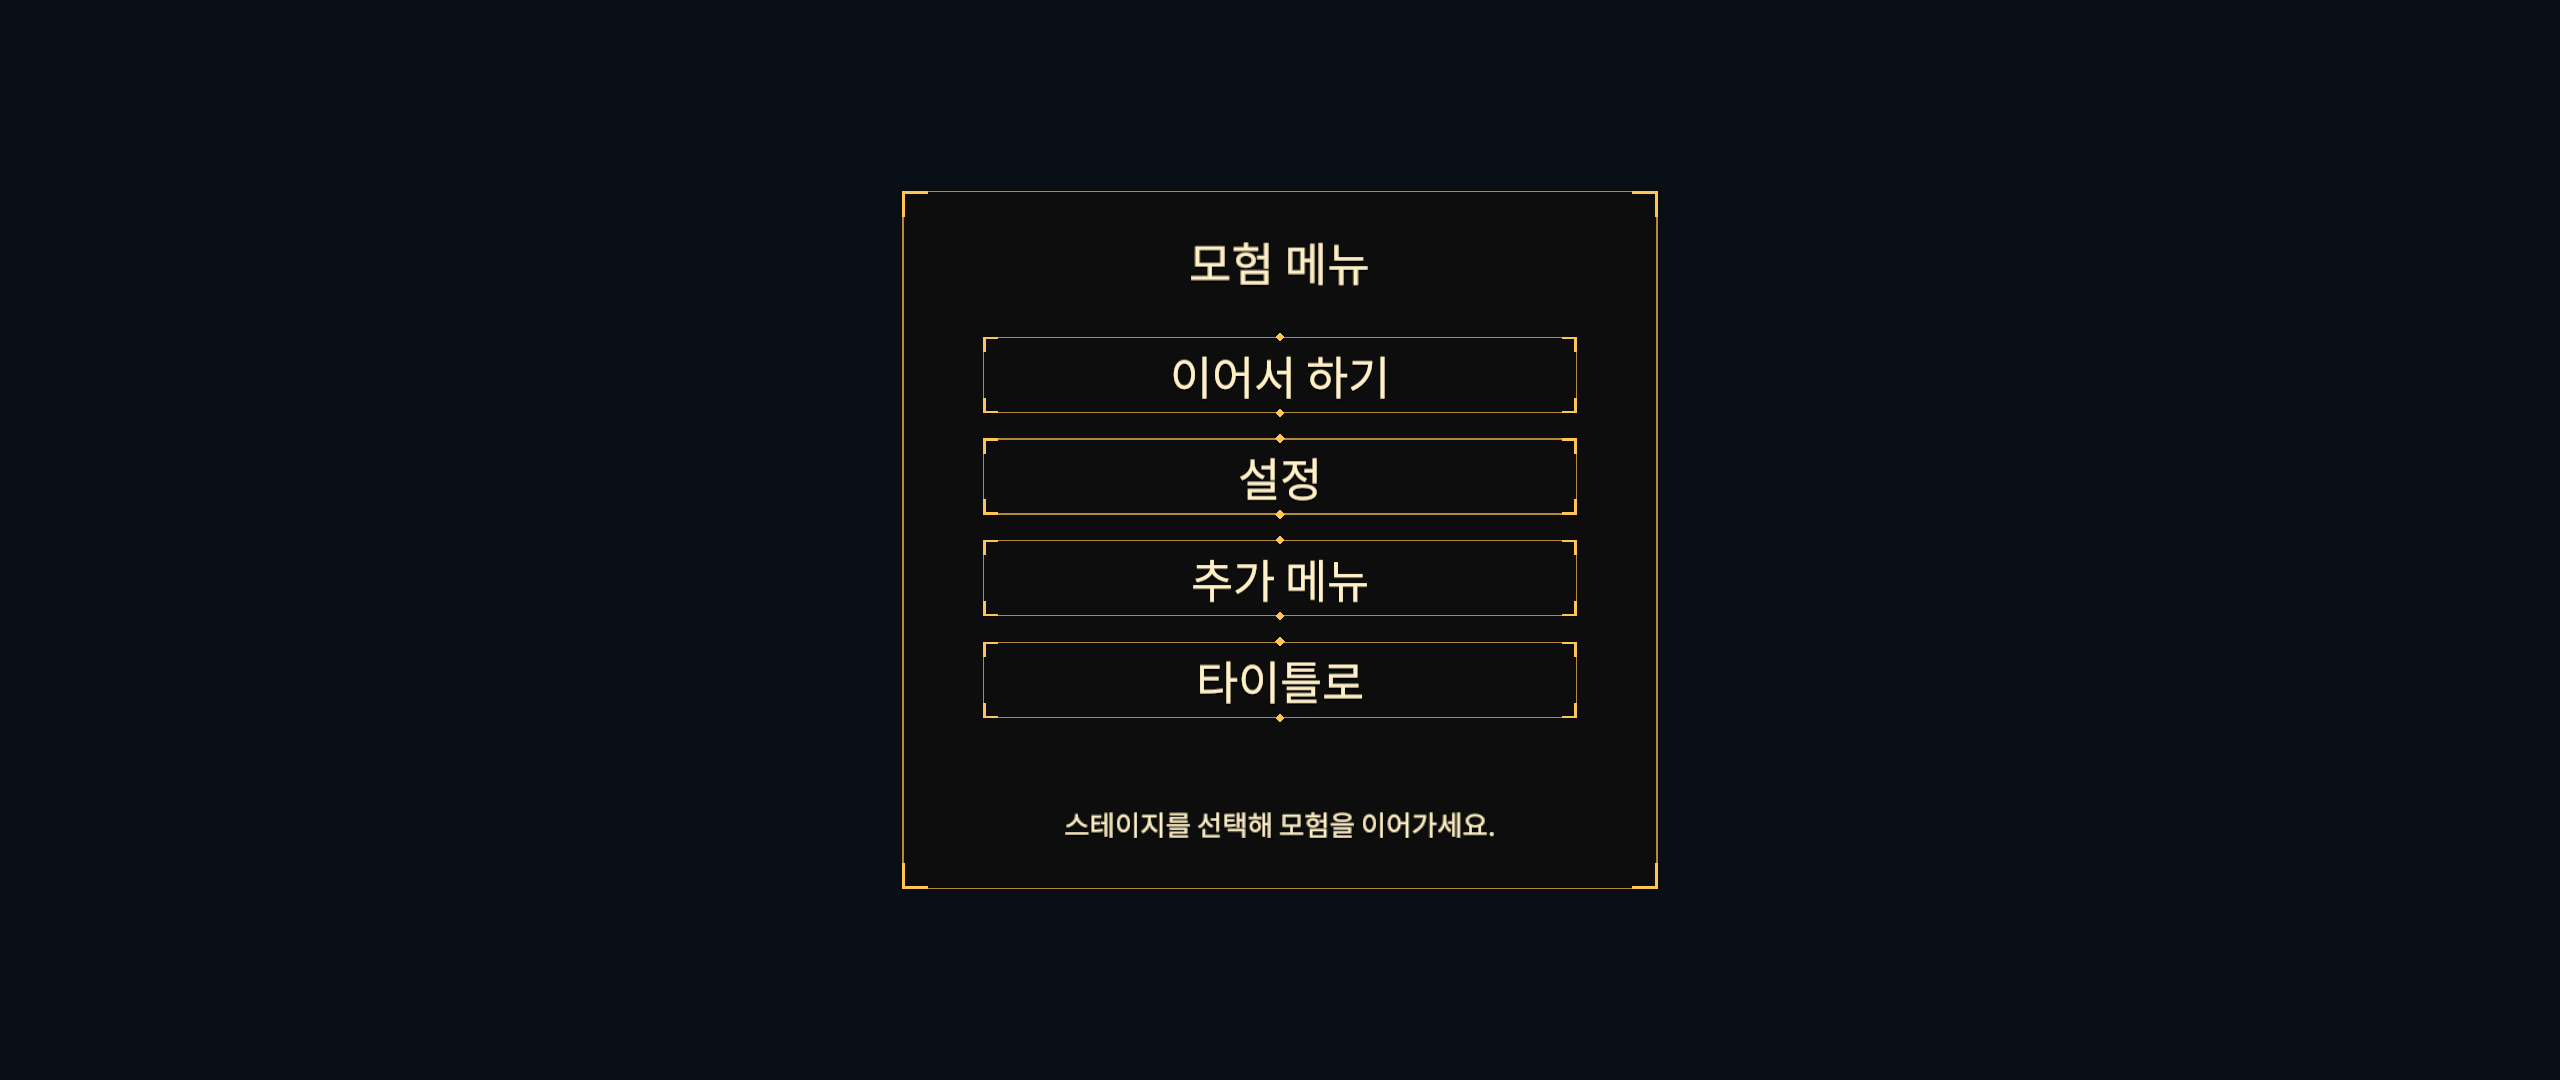 모험 메뉴
이어서 하기
설정
추가 메뉴
타이틀로
스테이지를 선택해 모험을 이어가세요.